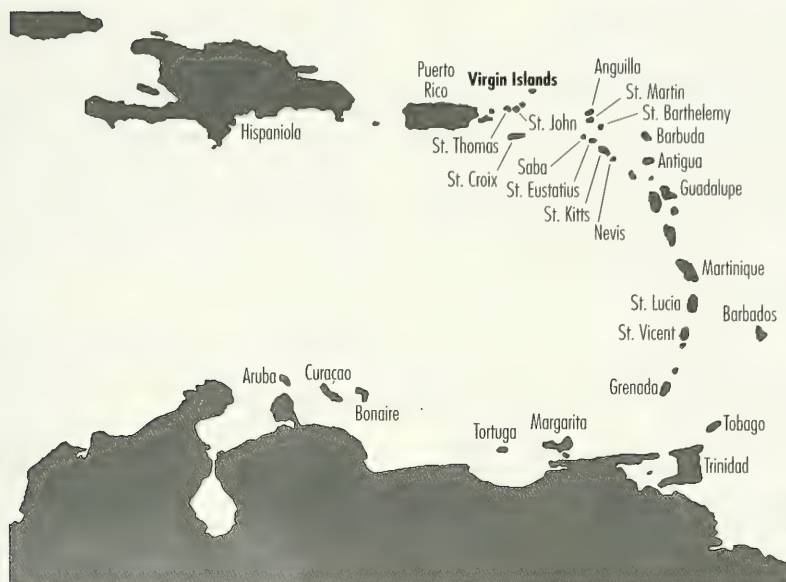 Puerto
Rico
Virgin Islands
Anguilla
St. Martin
St. Barthelemy
Hispaniola
St. Thomas
St. John
Barbuda
St. Croix
Saba
Antigua
St. Eustatius
Guadalupe
St. Kitts
Nevis
Martinique
St. Lucia
Barbados
St. Vicent
Aruba
Curaçao
Bonaire
Grenada
Tortuga
Margarita
Tobago
Trinidad